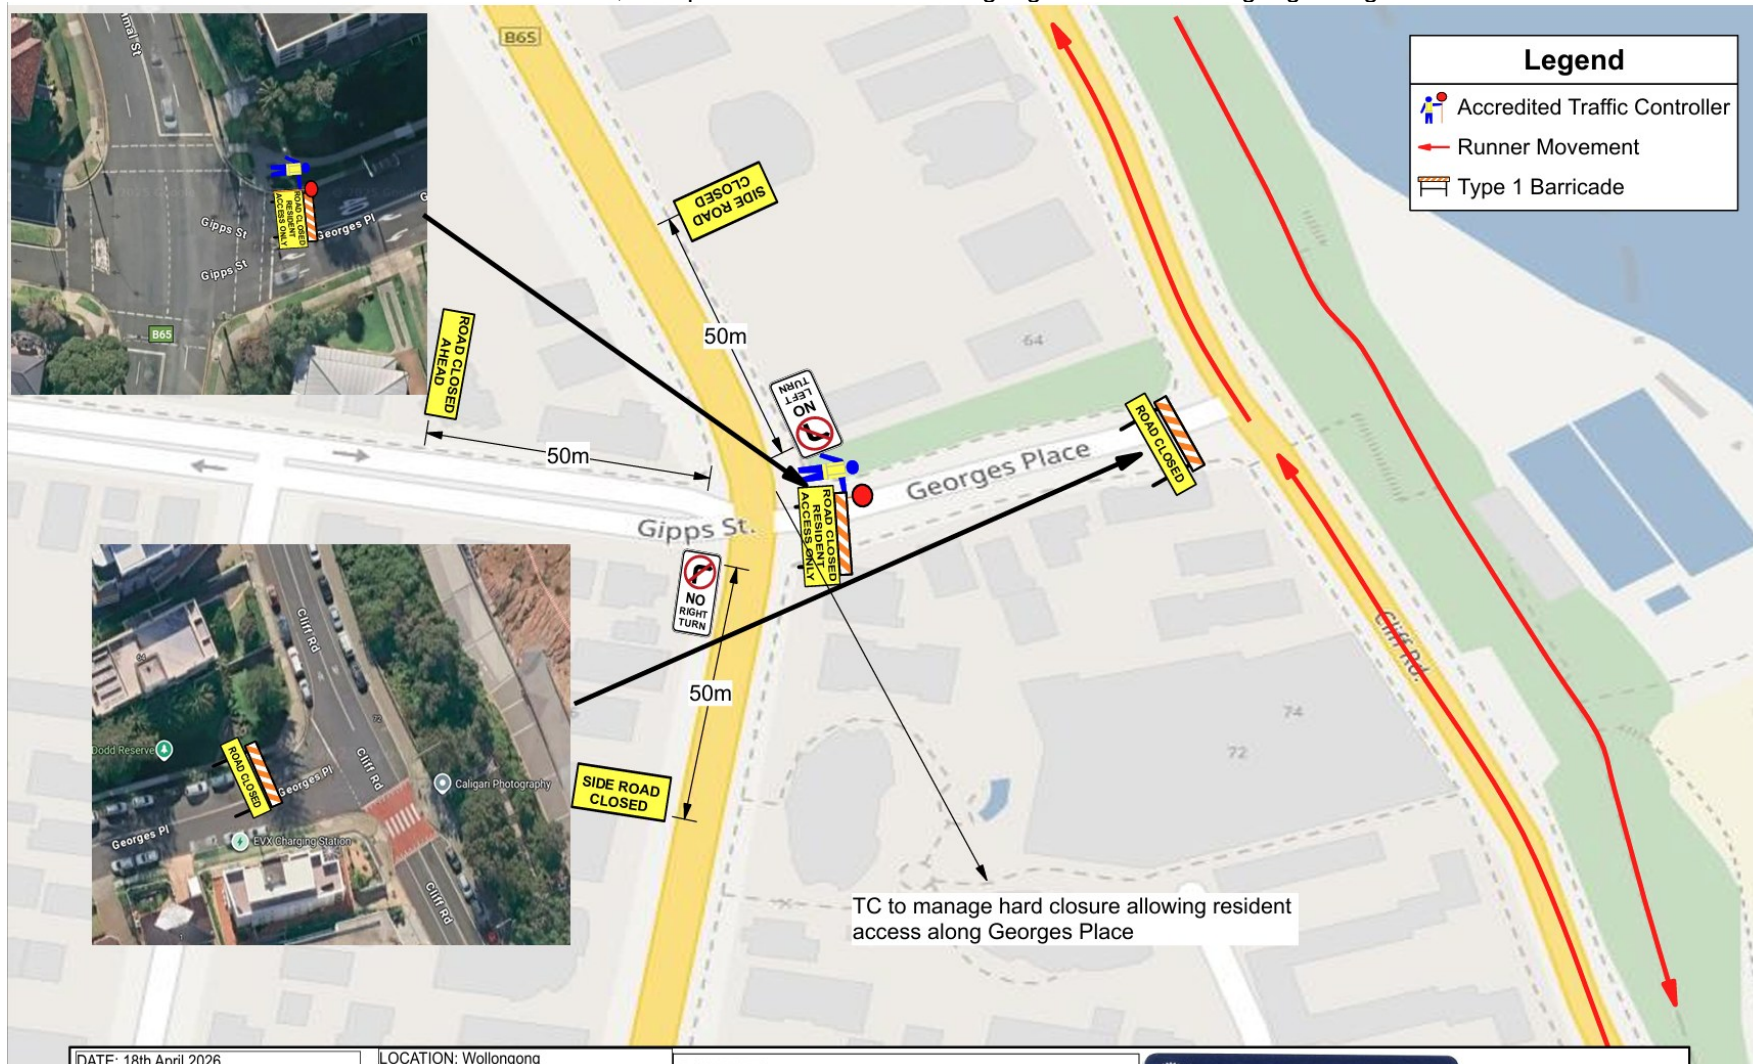 B65
Legend
Accredited Traffic Controller
Runner Movement
Type 1 Barricade
Gipps St
Georges Pl
Gipps St
B65
ROAD CLOSED
RESIDENT
ACCESS ONLY
SIDE ROAD
CLOSED
ROAD CLOSED
AHEAD
50m
50m
64
NO
LEFT
TURN
ROAD CLOSED
Georges Place
Gipps St.
ROAD CLOSED
RESIDENT
ACCESS ONLY
NO
RIGHT
TURN
50m
SIDE ROAD
CLOSED
Cliff Rd.
74
72
Cliff Rd
64
72
Dodd Reserve
ROAD CLOSED
Georges Pl
Cliff Rd
Caligari Photography
Georges Pl
EVX Charging Station
Cliff Rd
1
TC to manage hard closure allowing resident
access along Georges Place
DATE: 18th April 2026
LOCATION: Wollongong